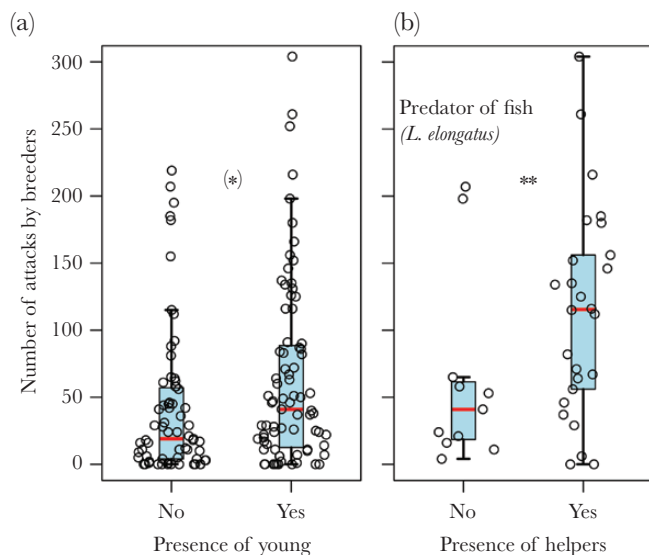 (a)
Number of attacks by breeders
300
250
200
150
100
50
0
(*)
No
Yes
Presence of young
(b)
Predator of fish
(L. elongatus)
**
No
Yes
Presence of helpers